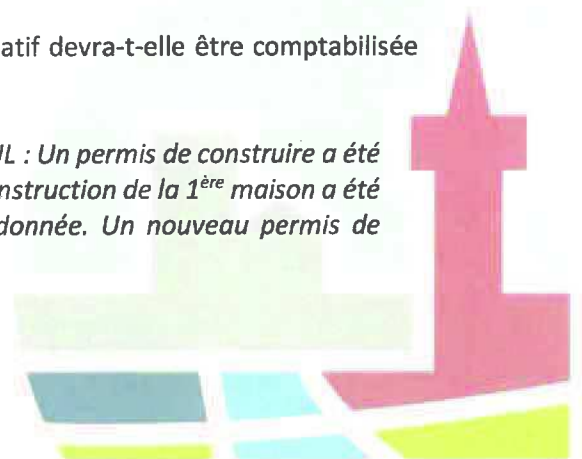 atif devra-t-elle être comptabilisée
JL : Un permis de construire a été
nstruction de la 1ère maison a été
donnée. Un nouveau permis de